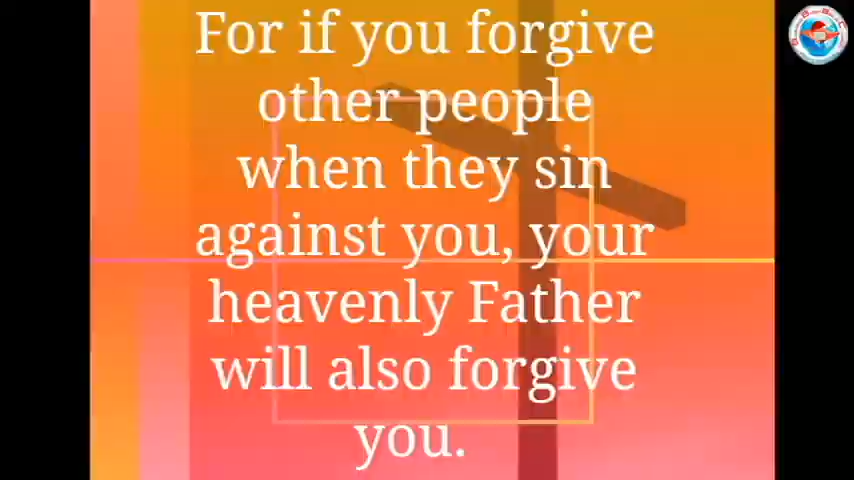 For if you forgive
other people
when they sin
against you, your
heavenly Father
will also forgive
you.